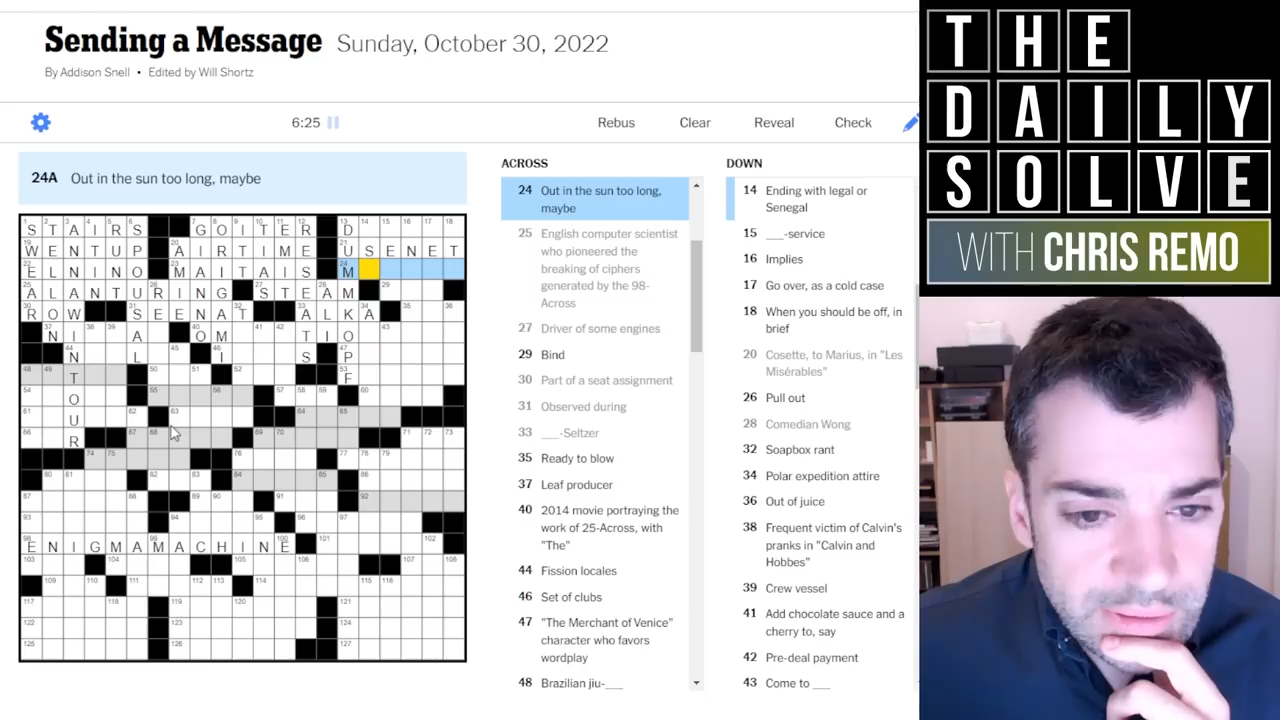 Sending a Message Sunday, October 30, 2022
By Addison Snell • Edited by Will Shortz
6:25 Rebus Clear Reveal Check
24A Out in the sun too long, maybe
ACROSS
24 Out in the sun too long,
maybe
25 English computer scientist
who pioneered the
breaking of ciphers
generated by the 98-
Across
27 Driver of some engines
29 Bind
30 Part of a seat assignment
31 Observed during
33 ___-Seltzer
35 Ready to blow
37 Leaf producer
40 2014 movie portraying the
work of 25-Across, with
"The"
44 Fission locales
46 Set of clubs
47 "The Merchant of Venice"
character who favors
wordplay
48 Brazilian jiu-___
DOWN
14 Ending with legal or
Senegal
15 ___-service
16 Implies
17 Go over, as a cold case
18 When you should be off, in
brief
20 Cosette, to Marius, in "Les
Misérables"
26 Pull out
28 Comedian Wong
32 Soapbox rant
34 Polar expedition attire
36 Out of juice
38 Frequent victim of Calvin's
pranks in "Calvin and
Hobbes"
39 Crew vessel
41 Add chocolate sauce and a
cherry to, say
42 Pre-deal payment
43 Come to ___
STAIRS GOITER D
WENTUP AIRTIME USENET
ELNINO MAITAIS M
ALANTURING STEAM
ROW SEENAT ALKA
NI A OM TIO
N L I S P
T F
O
U
R
ENIGMAMACHINE
THE
DAILY
SOLVE
WITH CHRIS REMO